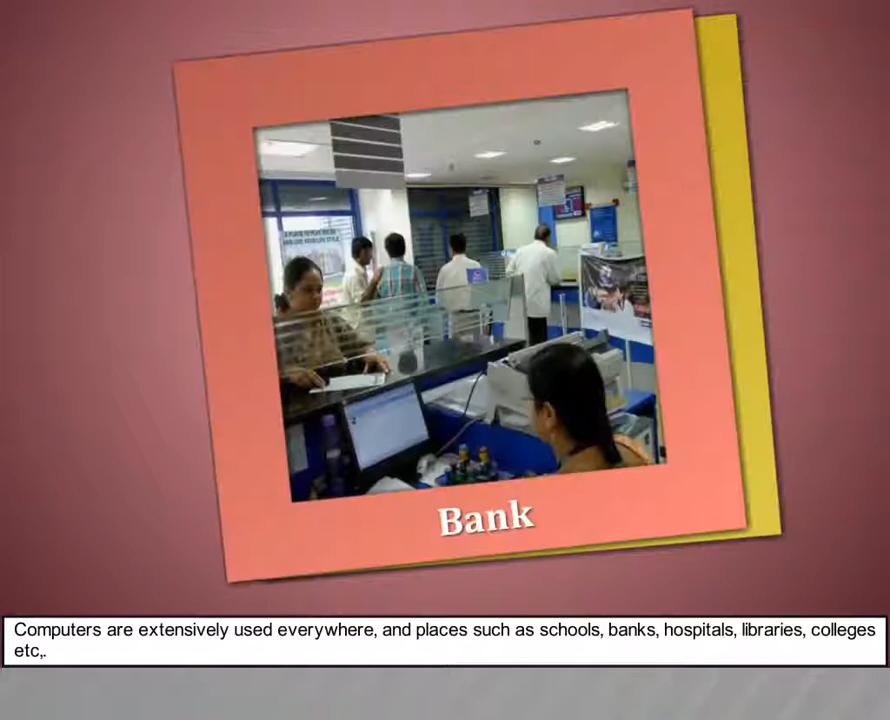 Bank
Computers are extensively used everywhere, and places such as schools, banks, hospitals, libraries, colleges
etc,.